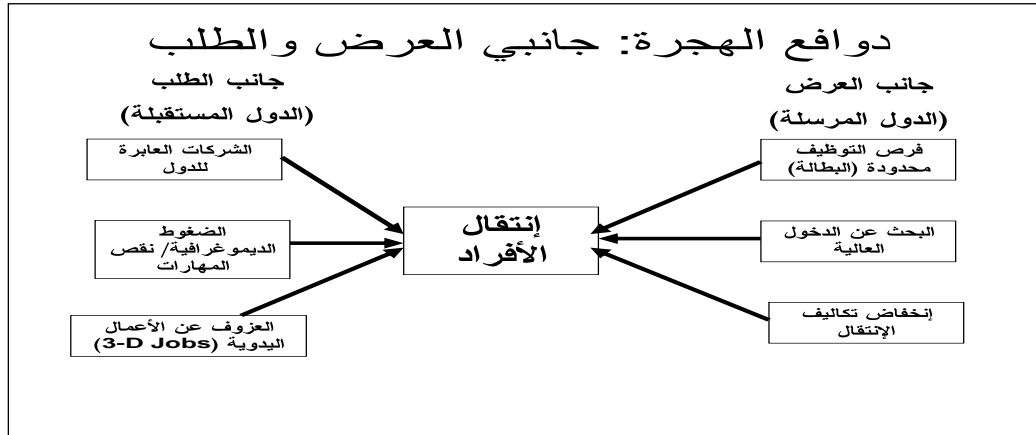 دوافع الهجرة: جانبي العرض والطلب
جانب العرض
(الدول المرسلة)
فرص التوظيف
محدودة (البطالة)
البحث عن الدخول
العالية
إنخفاض تكاليف
الإنتقال
إنتقال
الأفراد
جانب الطلب
(الدول المستقبلة)
الشركات العابرة
للدول
الضغوط
الديموغرافية/ نقص
المهارات
العزوف عن الأعمال
اليدوية (3-D Jobs)